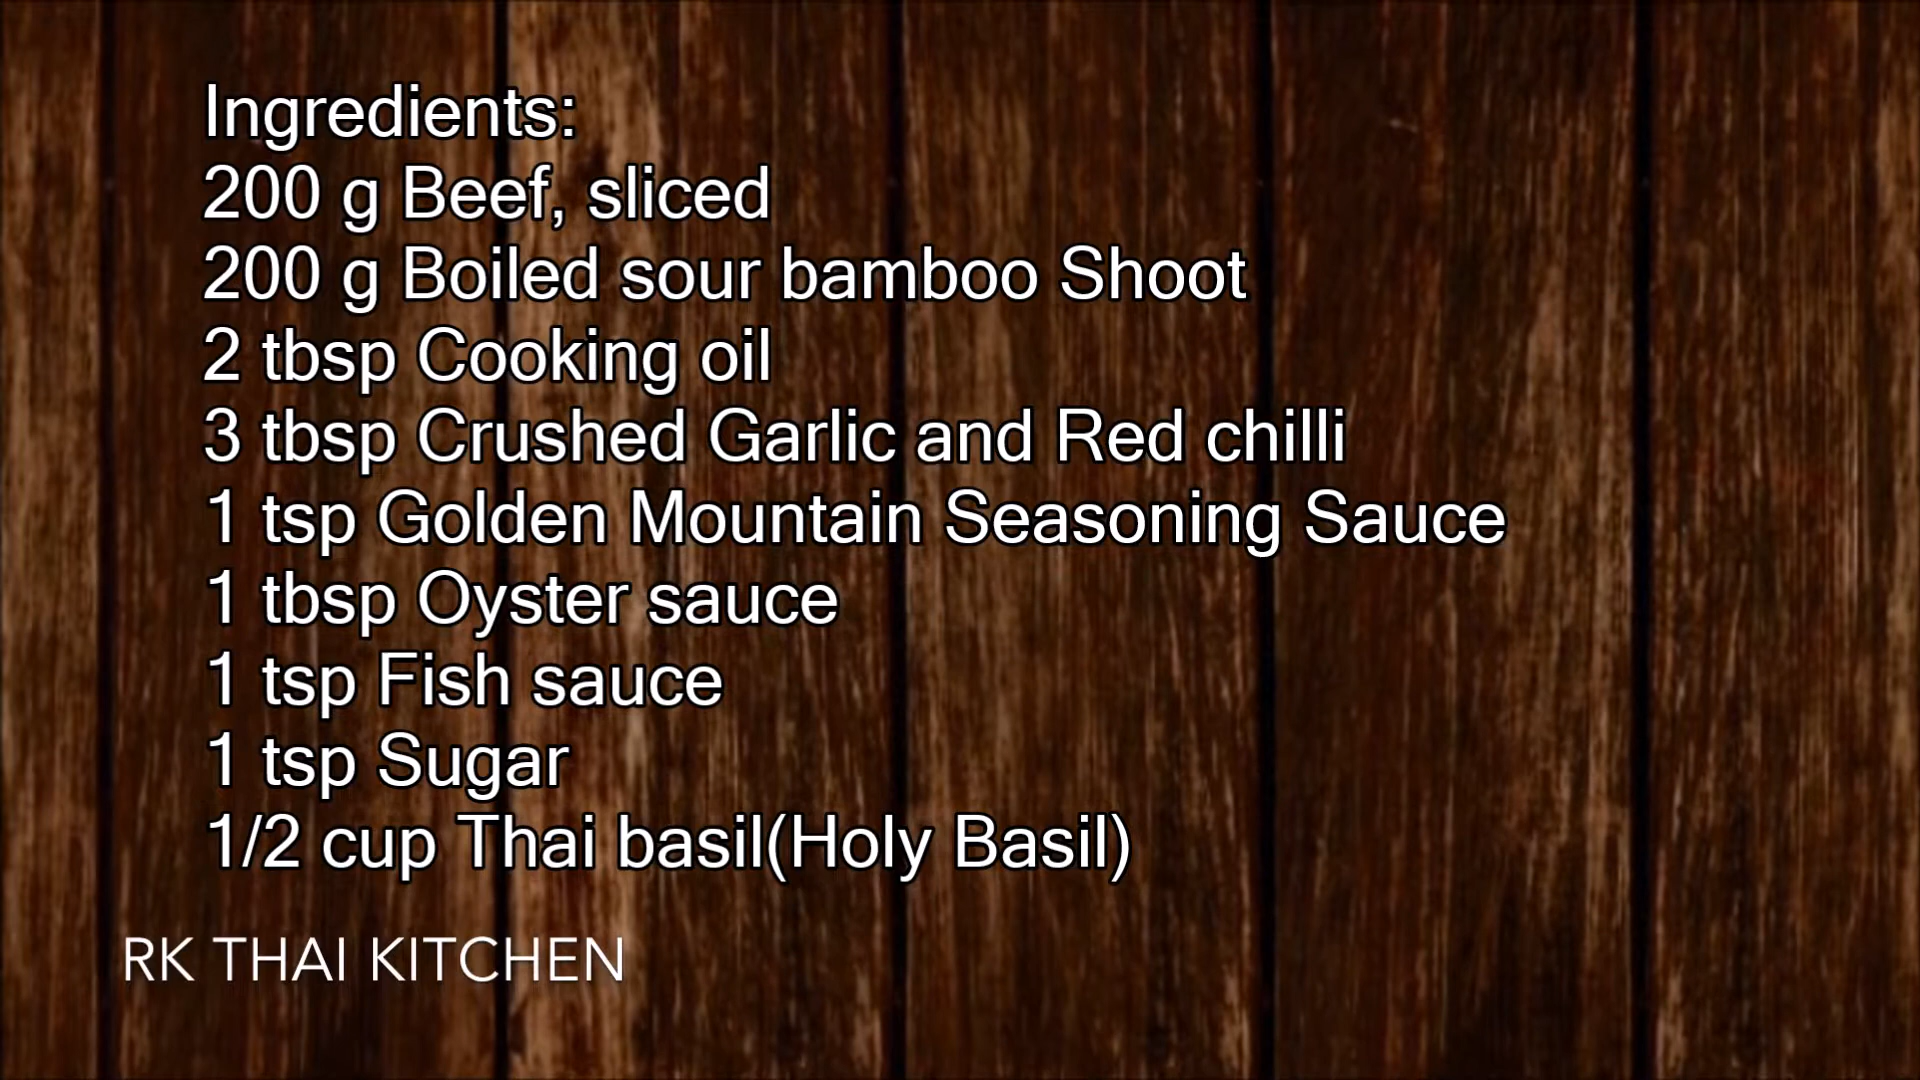 Ingredients:
200 g Beef, sliced
200 g Boiled sour bamboo Shoot
2 tbsp Cooking oil
3 tbsp Crushed Garlic and Red chilli
1 tsp Golden Mountain Seasoning Sauce
1 tbsp Oyster sauce
1 tsp Fish sauce
1 tsp Sugar
1/2 cup Thai basil(Holy Basil)
RK THAI KITCHEN